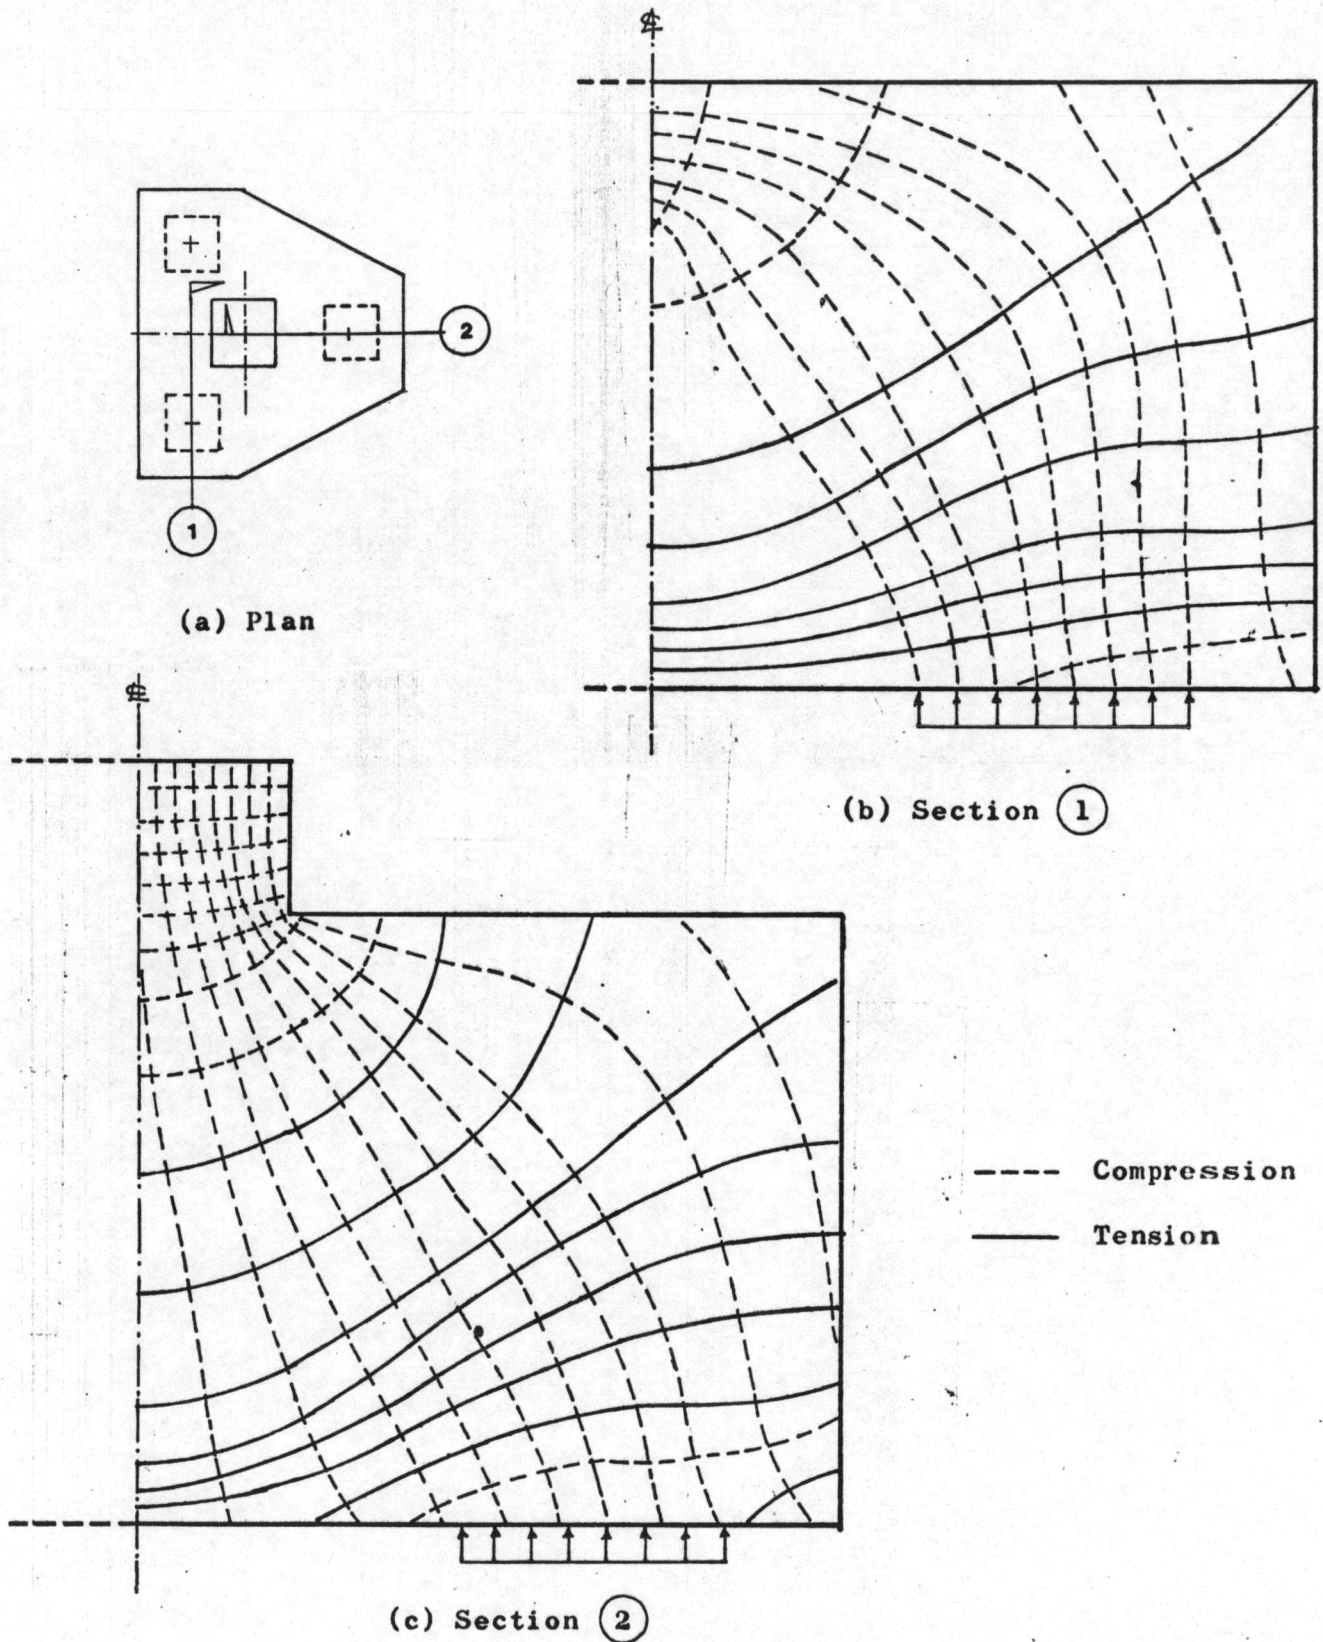 ℄
2
1
(a) Plan
(b) Section 1
℄
Compression
Tension
(c) Section 2